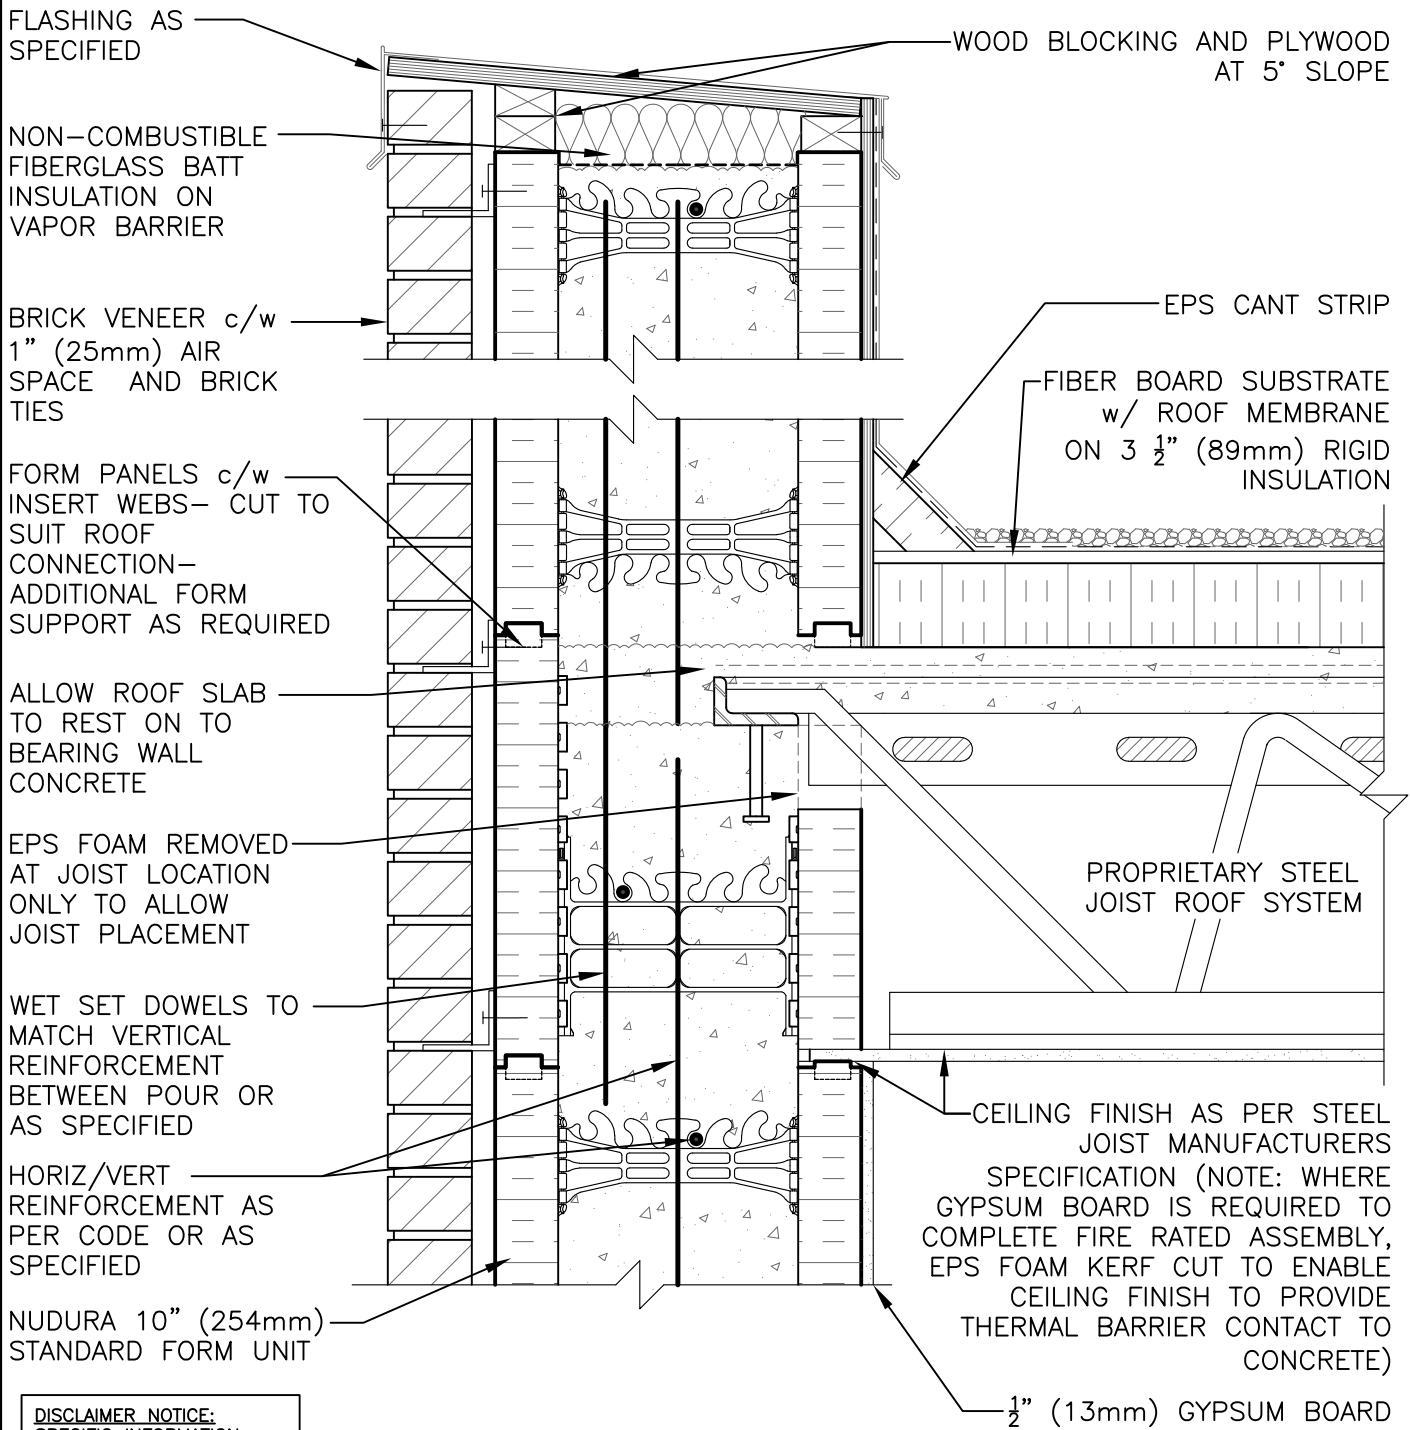 FLASHING AS
SPECIFIED
WOOD BLOCKING AND PLYWOOD
AT 5° SLOPE
NON-COMBUSTIBLE
FIBERGLASS BATT
INSULATION ON
VAPOR BARRIER
BRICK VENEER c/w
1" (25mm) AIR
SPACE AND BRICK
TIES
EPS CANT STRIP
FIBER BOARD SUBSTRATE
w/ ROOF MEMBRANE
ON 3 ½" (89mm) RIGID
INSULATION
FORM PANELS c/w
INSERT WEBS- CUT TO
SUIT ROOF
CONNECTION-
ADDITIONAL FORM
SUPPORT AS REQUIRED
ALLOW ROOF SLAB
TO REST ON TO
BEARING WALL
CONCRETE
EPS FOAM REMOVED
AT JOIST LOCATION
ONLY TO ALLOW
JOIST PLACEMENT
PROPRIETARY STEEL
JOIST ROOF SYSTEM
WET SET DOWELS TO
MATCH VERTICAL
REINFORCEMENT
BETWEEN POUR OR
AS SPECIFIED
HORIZ/VERT
REINFORCEMENT AS
PER CODE OR AS
SPECIFIED
NUDURA 10" (254mm)
STANDARD FORM UNIT
CEILING FINISH AS PER STEEL
JOIST MANUFACTURERS
SPECIFICATION (NOTE: WHERE
GYPSUM BOARD IS REQUIRED TO
COMPLETE FIRE RATED ASSEMBLY,
EPS FOAM KERF CUT TO ENABLE
CEILING FINISH TO PROVIDE
THERMAL BARRIER CONTACT TO
CONCRETE)
½" (13mm) GYPSUM BOARD
DISCLAIMER NOTICE:
SPECIFIC INFORMATION